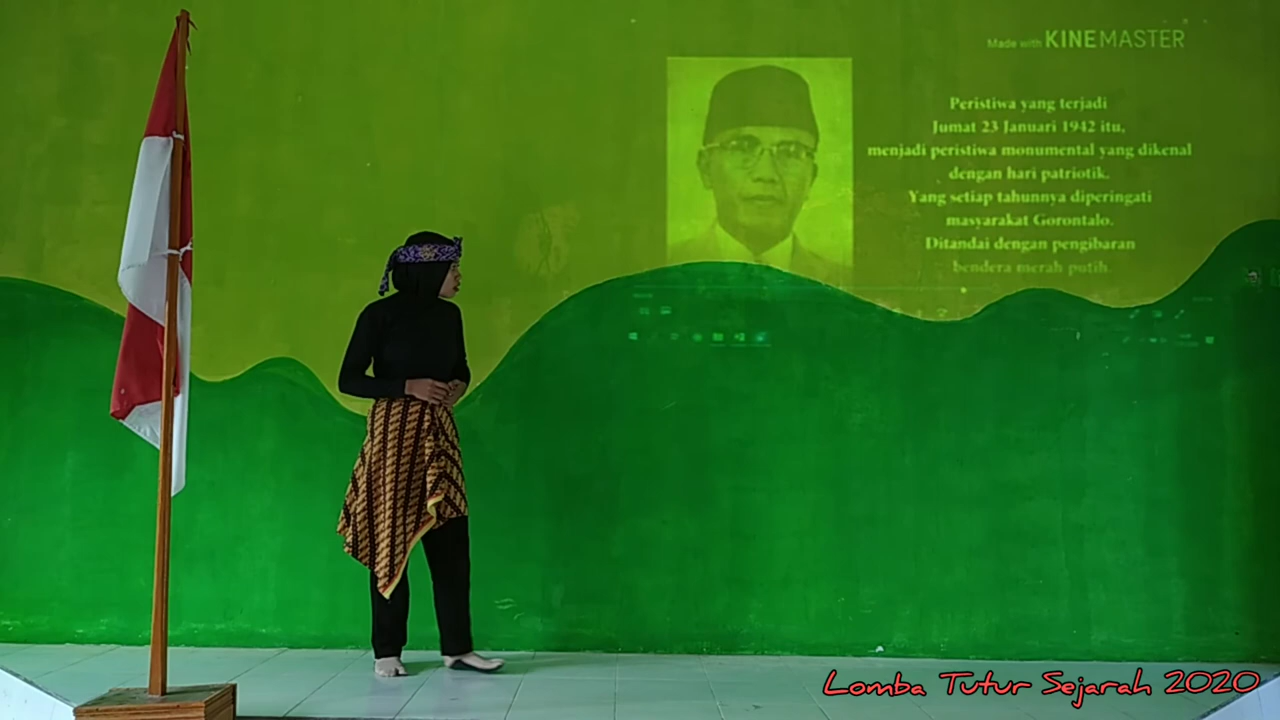 Made with KINEMASTER
Peristiwa yang terjadi
Jumat 23 Januari 1942 itu,
menjadi peristiwa monumental yang dikenal
dengan hari patriotik.
Yang setiap tahunnya diperingati
masyarakat Gorontalo.
Ditandai dengan pengibaran
bendera merah putih.
Lomba Tutur Sejarah 2020